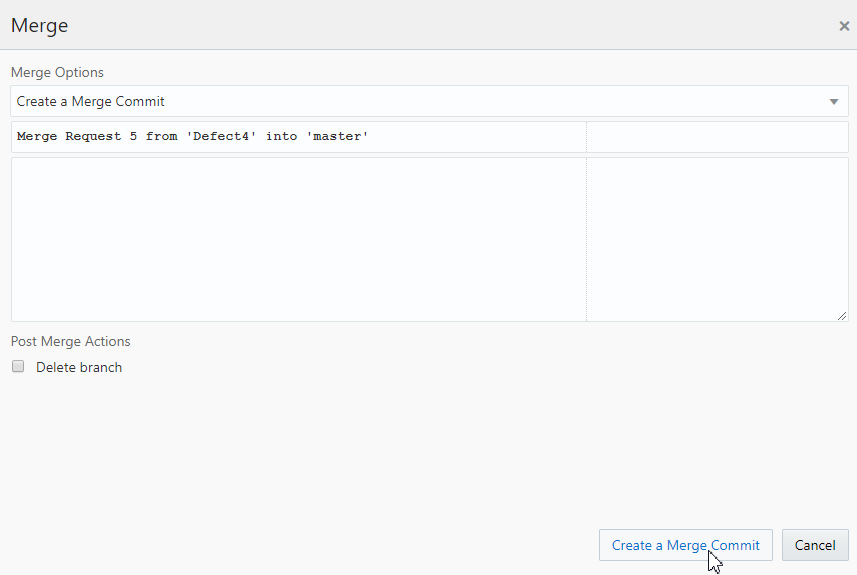 Merge
Merge Options
Create a Merge Commit
Merge Request 5 from 'Defect4' into 'master'
Post Merge Actions
Delete branch
Create a Merge Commit
Cancel